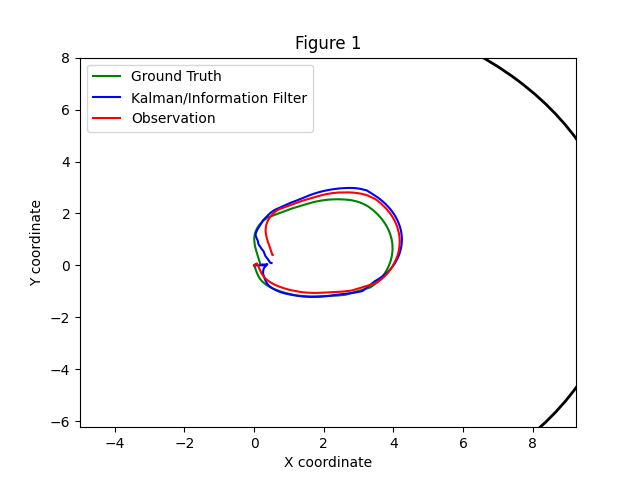 Figure 1
Ground Truth
Kalman/Information Filter
Observation
8
6
4
2
0
−2
−4
−6
Y coordinate
−4 −2 0 2 4 6 8
X coordinate